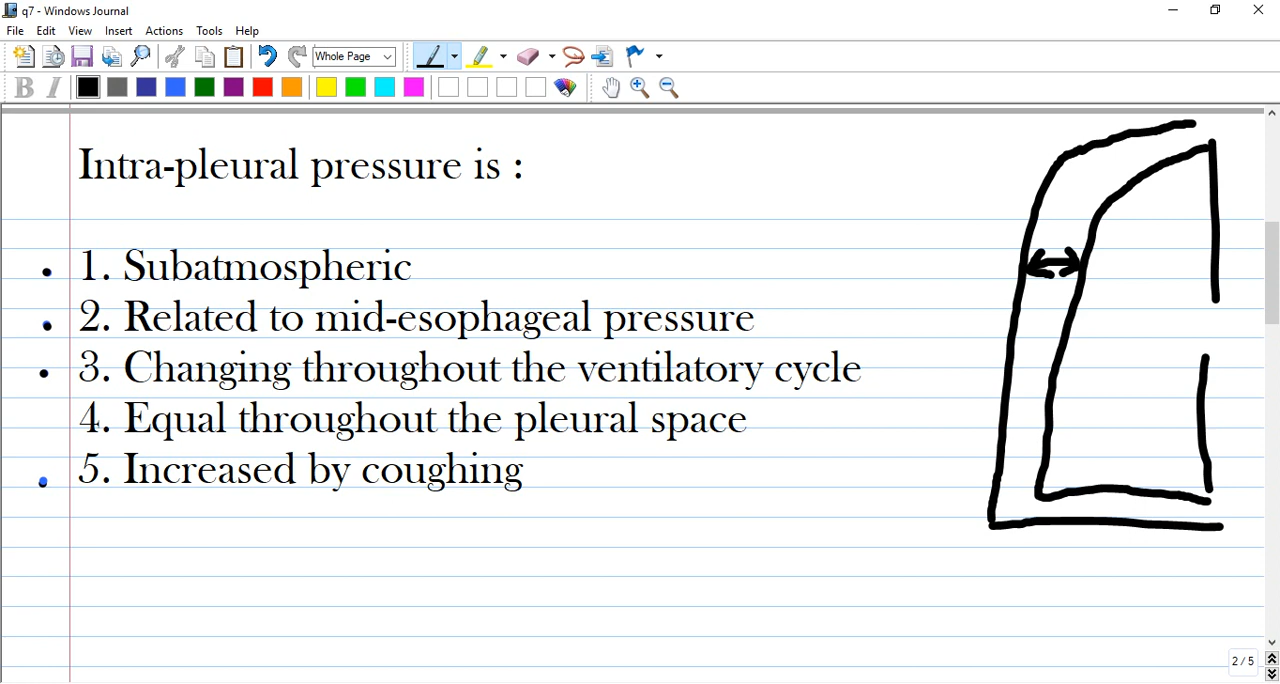 q7 - Windows Journal
File Edit View Insert Actions Tools Help
Whole Page
B I
Intra-pleural pressure is :
1. Subatmospheric
2. Related to mid-esophageal pressure
3. Changing throughout the ventilatory cycle
4. Equal throughout the pleural space
5. Increased by coughing
2 / 5